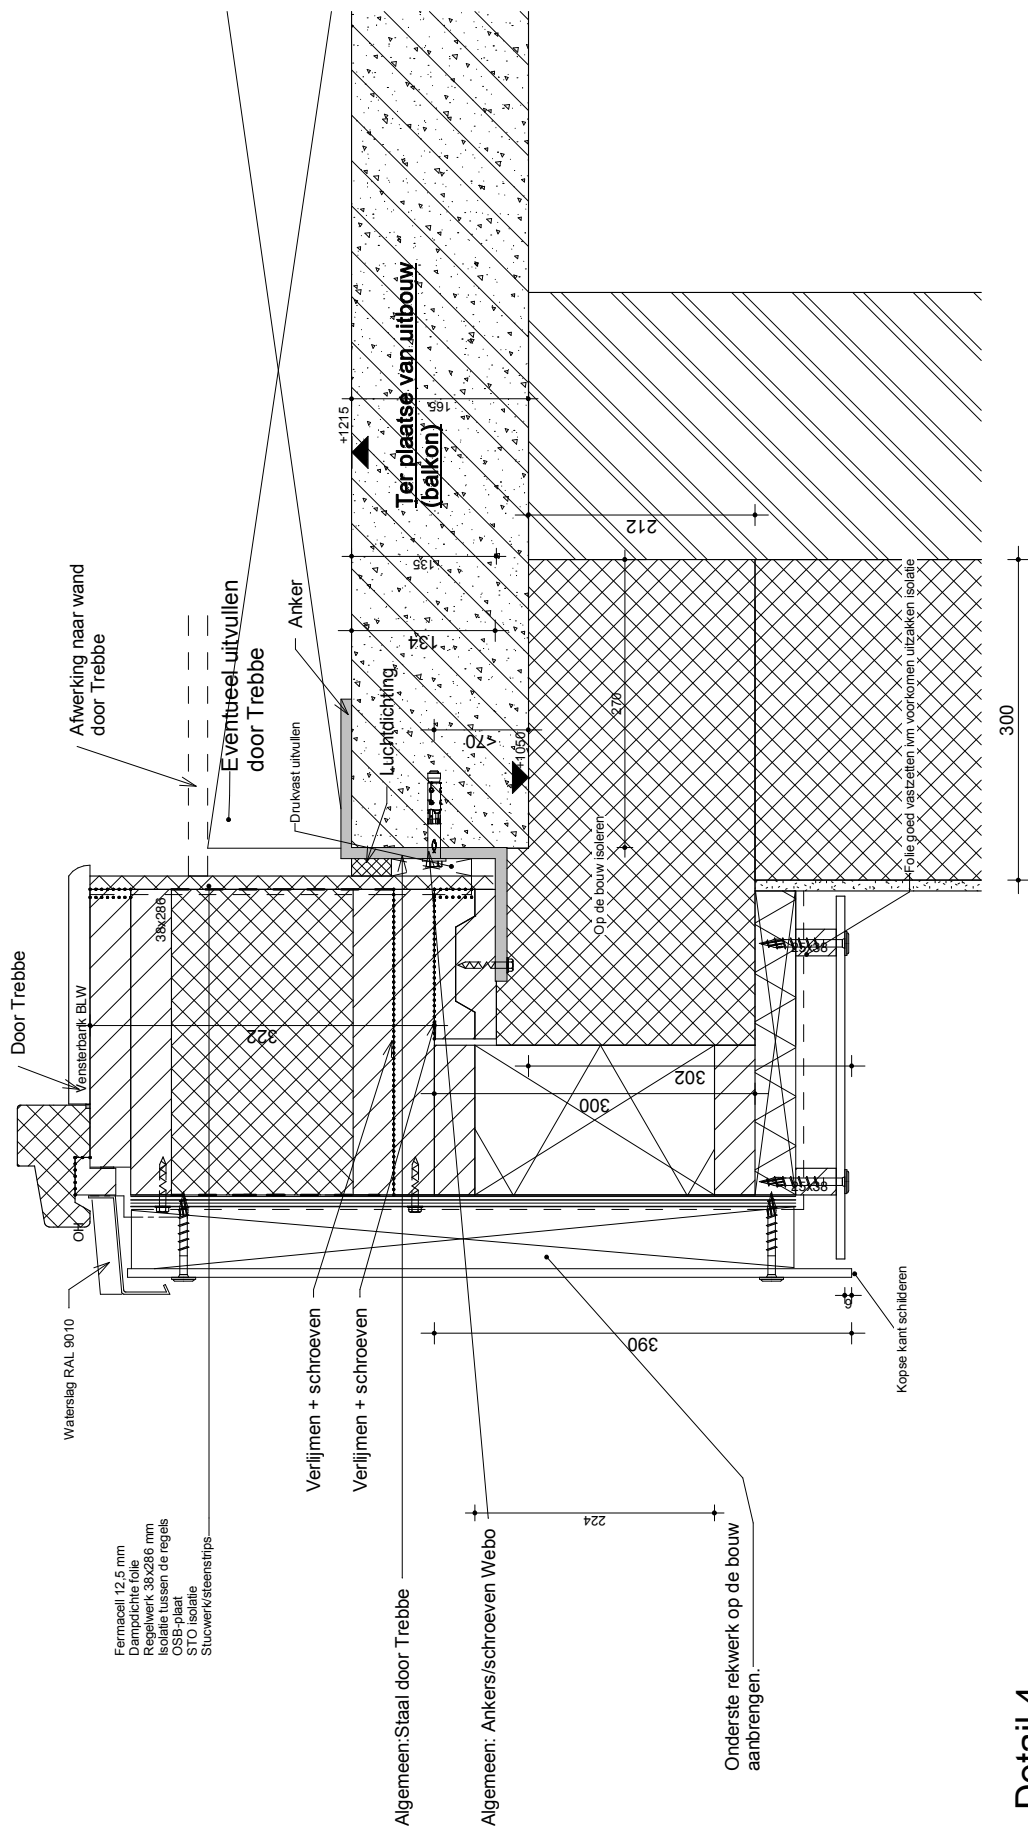 Door Trebbe
Vensterbank BLW
Waterslag RAL 9010
OH
Fermacell 12,5 mm
Dampdichte folie
Regelwerk 38x286 mm
Isolatie tussen de regels
OSB-plaat
STO isolatie
Stucwerk/steenstrips
38x286
322
Afwerking naar wand
door Trebbe
Eventueel uitvullen
door Trebbe
Anker
Drukvast uitvullen
Luchtdichting
+1215
165
Ter plaatse van uitbouw
(balkon)
135
134
<70
+1050
212
270
Op de bouw isoleren
Verlijmen + schroeven
Verlijmen + schroeven
Algemeen:Staal door Trebbe
Algemeen: Ankers/schroeven Webo
300
302
390
224
9
Onderste rekwerk op de bouw
aanbrengen.
Kopse kant schilderen
Folie goed vastzetten ivm voorkomen uitzakken isolatie
300
Detail 4